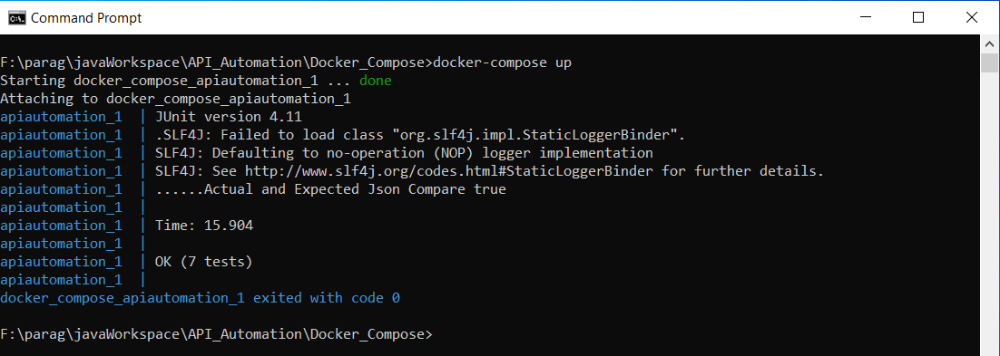 Command Prompt
F:\parag\javaWorkspace\API_Automation\Docker_Compose>docker-compose up
Starting docker_compose_apiautomation_1 ... done
Attaching to docker_compose_apiautomation_1
apiautomation_1  | JUnit version 4.11
apiautomation_1  | .SLF4J: Failed to load class "org.slf4j.impl.StaticLoggerBinder".
apiautomation_1  | SLF4J: Defaulting to no-operation (NOP) logger implementation
apiautomation_1  | SLF4J: See http://www.slf4j.org/codes.html#StaticLoggerBinder for further details.
apiautomation_1  | ......Actual and Expected Json Compare true
apiautomation_1  |
apiautomation_1  | Time: 15.904
apiautomation_1  |
apiautomation_1  | OK (7 tests)
apiautomation_1  |
docker_compose_apiautomation_1 exited with code 0
F:\parag\javaWorkspace\API_Automation\Docker_Compose>